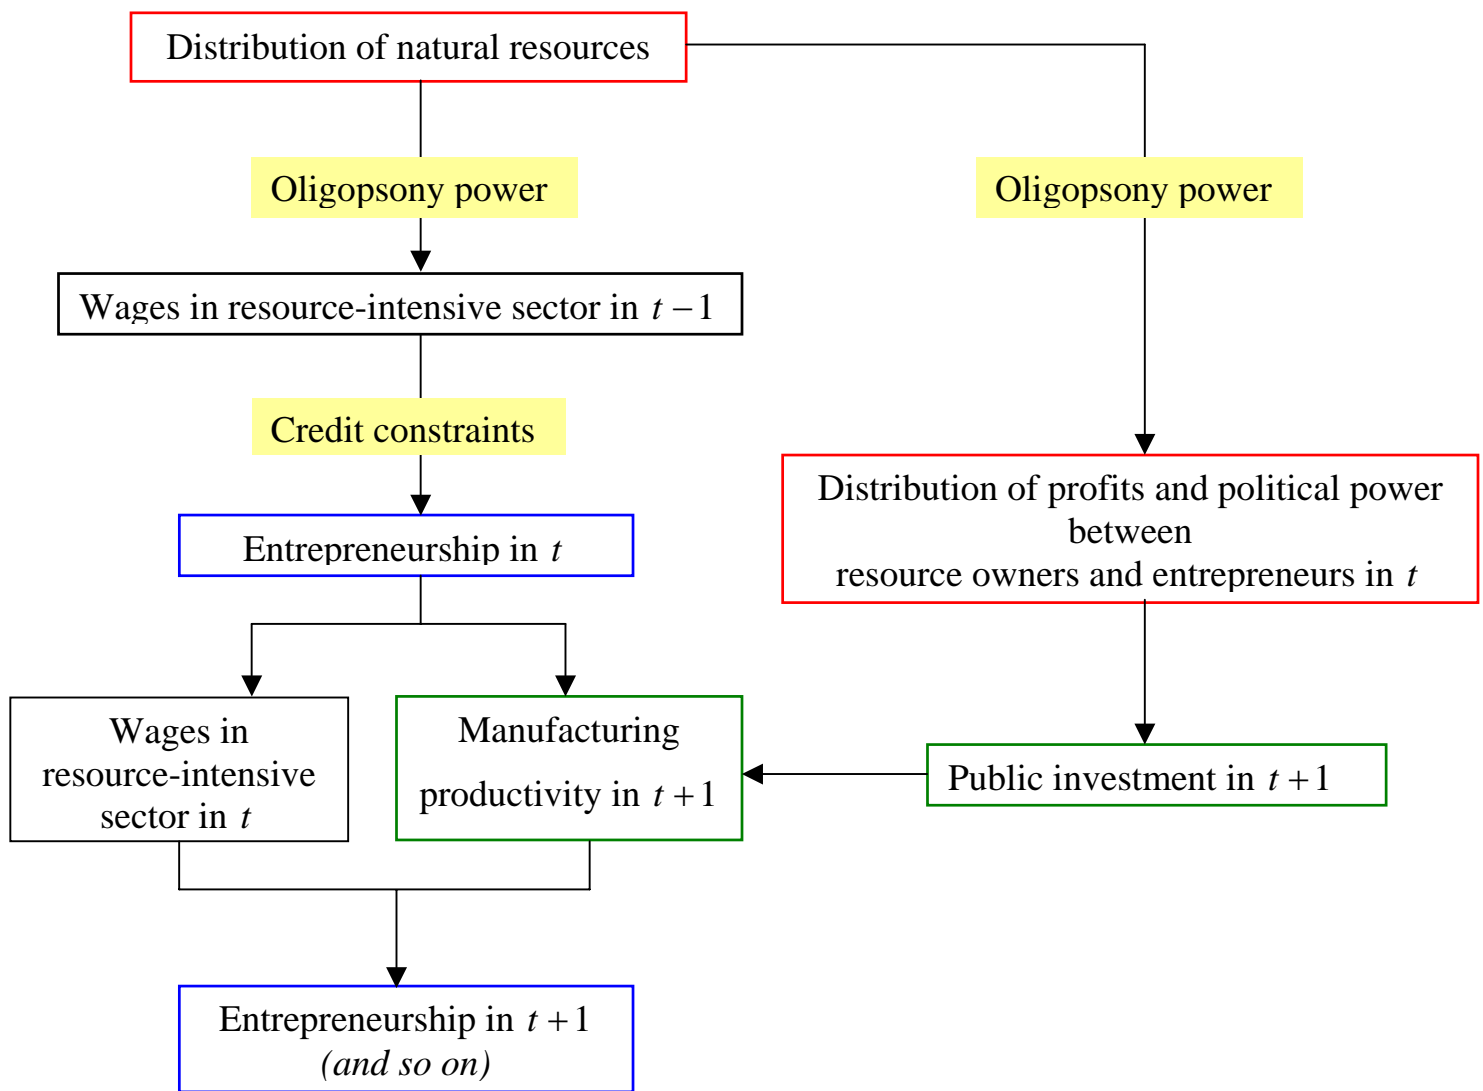 Distribution of natural resources
Oligopsony power
Oligopsony power
Wages in resource-intensive sector in t − 1
Credit constraints
Distribution of profits and political power
between
resource owners and entrepreneurs in t
Entrepreneurship in t
Wages in
resource-intensive
sector in t
Manufacturing
productivity in t + 1
Public investment in t + 1
Entrepreneurship in t + 1
(and so on)